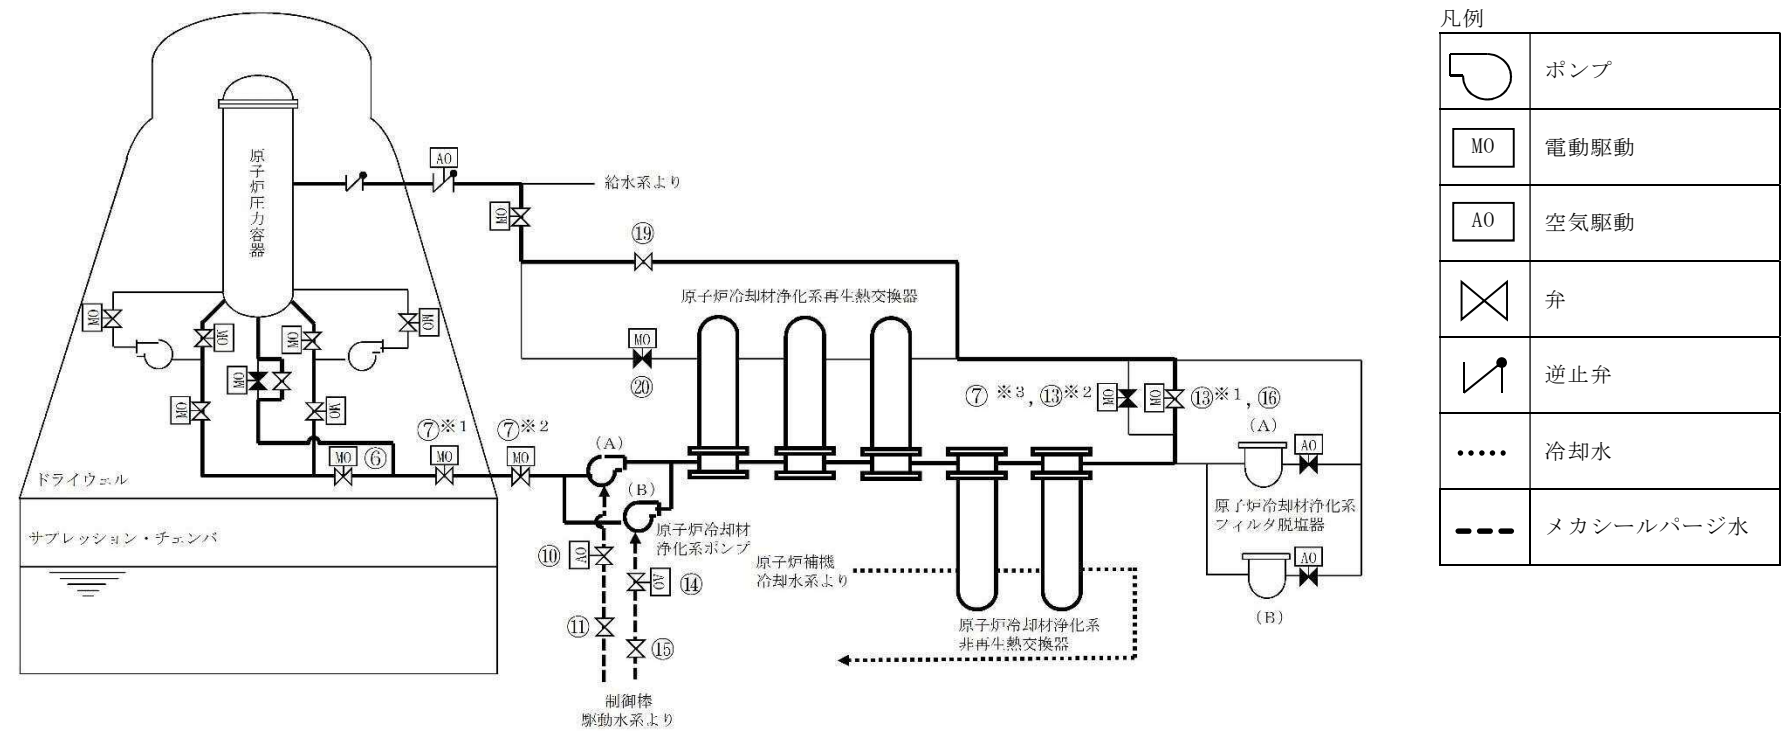 凡例
ポンプ
MO
電動駆動
AO
空気駆動
弁
逆止弁
冷却水
メカシールパージ水
原子炉圧力容器
AO
給水系より
MO
⑲
原子炉冷却材浄化系再生熱交換器
MO
⑳
MO
MO
MO
MO
MO
MO
MO
⑦※3,⑬※2
MO
MO
⑬※1,⑯
⑦※1
⑦※2
MO
⑥
MO
MO
(A)
(B)
原子炉冷却材
浄化系ポンプ
(A)
AO
原子炉冷却材浄化系
フィルタ脱塩器
AO
(B)
ドライウェル
サプレッション・チェンバ
⑩
AO
AO
⑭
⑪
⑮
原子炉補機
冷却水系より
原子炉冷却材浄化系
非再生熱交換器
制御棒
駆動水系より